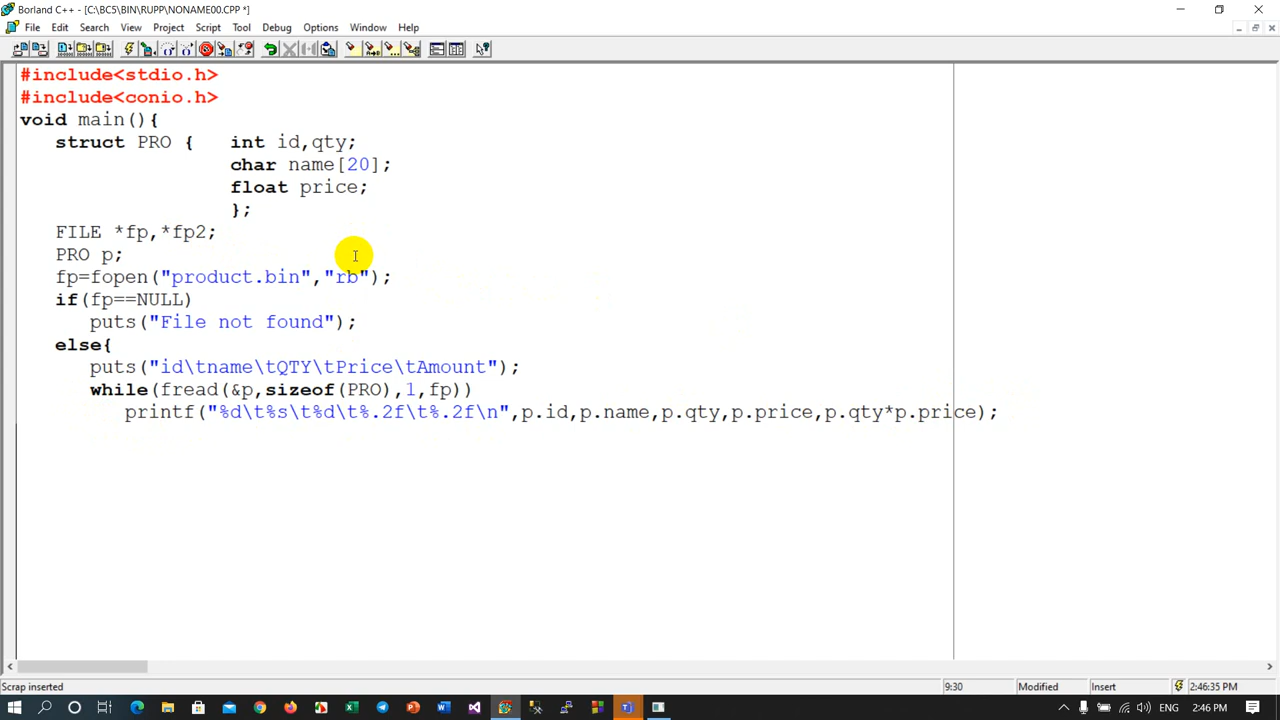 Borland C++ - [C:\BC5\BIN\RUPP\NONAME00.CPP *]
File Edit Search View Project Script Tool Debug Options Window Help
#include<stdio.h>
#include<conio.h>
void main(){
struct PRO { int id,qty;
char name[20];
float price;
};
FILE *fp,*fp2;
PRO p;
fp=fopen("product.bin","rb");
if(fp==NULL)
puts("File not found");
else{
puts("id\tname\tQTY\tPrice\tAmount");
while(fread(&p,sizeof(PRO),1,fp))
printf("%d\t%s\t%d\t%.2f\t%.2f\n",p.id,p.name,p.qty,p.price,p.qty*p.price);
Scrap inserted 9:30 Modified Insert 2:46:35 PM
ENG 2:46 PM